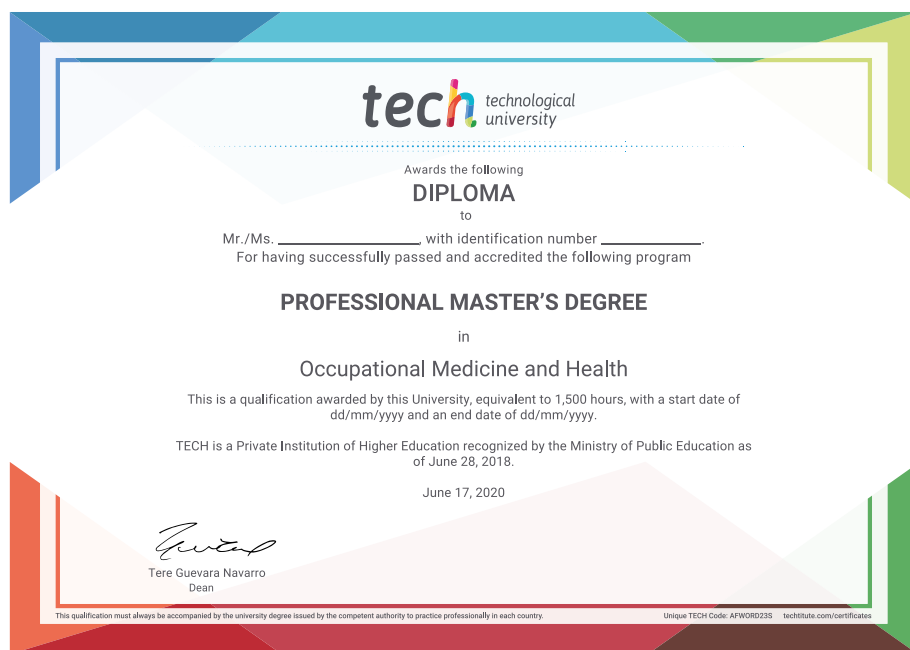 tech technological
university
Awards the following
DIPLOMA
to
Mr./Ms. ____________________, with identification number ______________.
For having successfully passed and accredited the following program
PROFESSIONAL MASTER'S DEGREE
in
Occupational Medicine and Health
This is a qualification awarded by this University, equivalent to 1,500 hours, with a start date of
dd/mm/yyyy and an end date of dd/mm/yyyy.
TECH is a Private Institution of Higher Education recognized by the Ministry of Public Education as
of June 28, 2018.
June 17, 2020
Tere Guevara Navarro
Dean
This qualification must always be accompanied by the university degree issued by the competent authority to practice professionally in each country.
Unique TECH Code: AFWORD23S techtitute.com/certificates